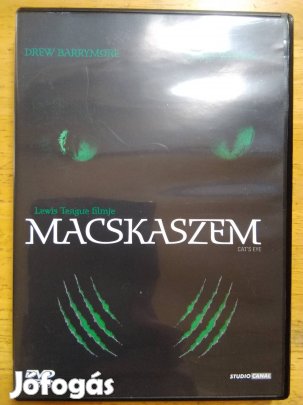 DREW BARRYMORE
Lewis Teague filmje
MACSKASZEM
CAT'S EYE
DVD
STUDIO CANAL
Jófogás